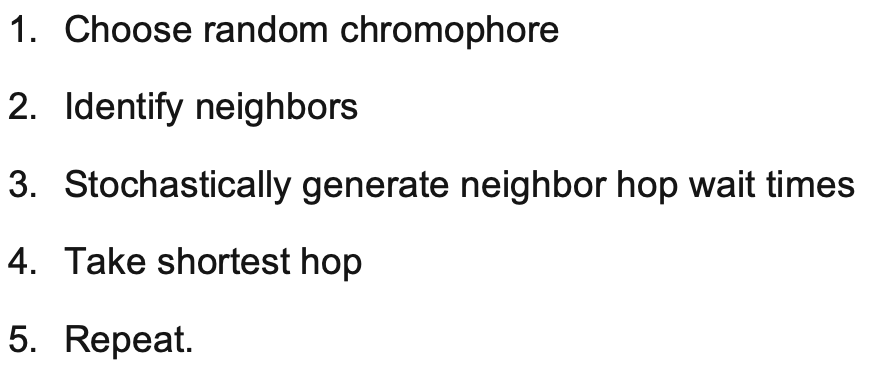 1. Choose random chromophore
2. Identify neighbors
3. Stochastically generate neighbor hop wait times
4. Take shortest hop
5. Repeat.